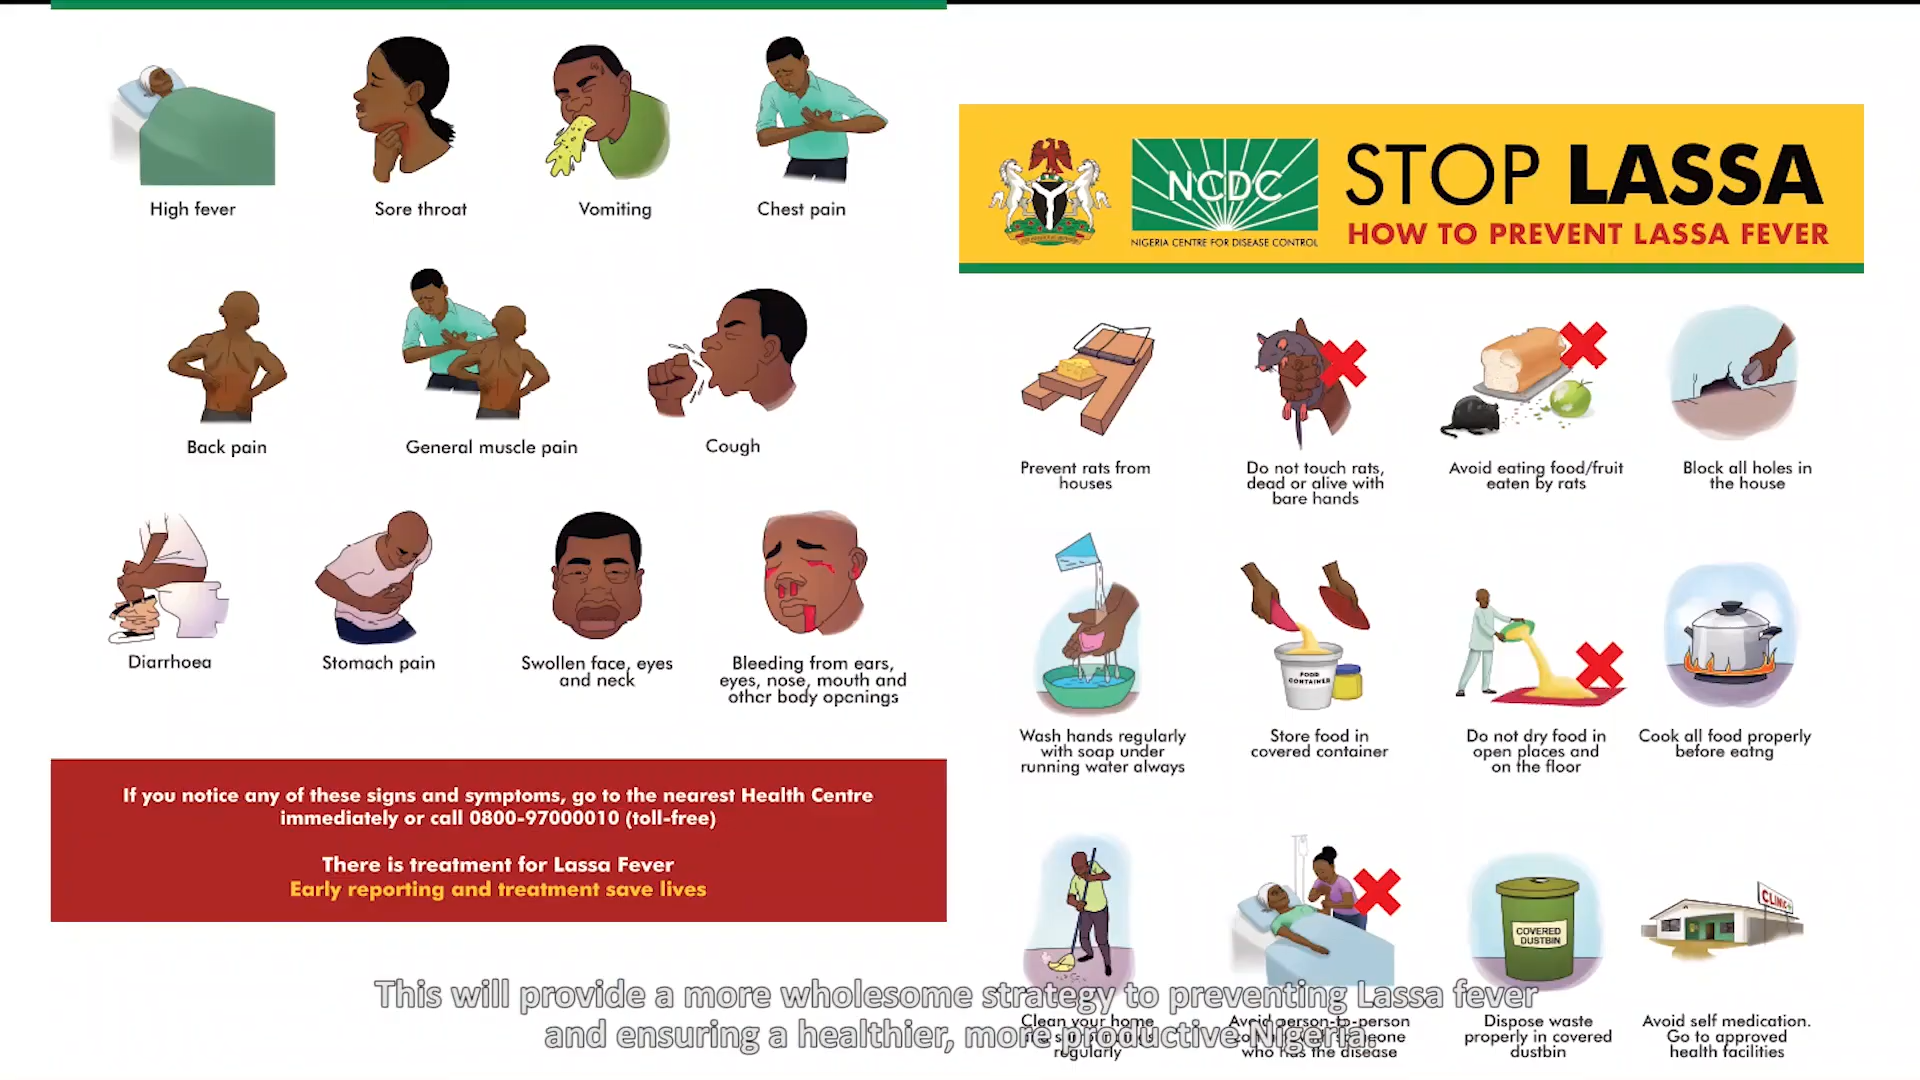 High fever
Sore throat
Vomiting
Chest pain
Back pain
General muscle pain
Cough
Diarrhoea
Stomach pain
Swollen face, eyes
and neck
Bleeding from ears,
eyes, nose, mouth and
other body openings
If you notice any of these signs and symptoms, go to the nearest Health Centre
immediately or call 0800-97000010 (toll-free)
There is treatment for Lassa Fever
Early reporting and treatment save lives
NCDC
NIGERIA CENTRE FOR DISEASE CONTROL
STOP LASSA
HOW TO PREVENT LASSA FEVER
Prevent rats from
houses
Do not touch rats,
dead or alive with
bare hands
Avoid eating food/fruit
eaten by rats
Block all holes in
the house
FOOD
CONTAINER
Wash hands regularly
with soap under
running water always
Store food in
covered container
Do not dry food in
open places and
on the floor
Cook all food properly
before eatng
COVERED
DUSTBIN
CLINIC
Clean your home
regularly
Avoid person-to-person
who has the disease
Dispose waste
properly in covered
dustbin
Avoid self medication.
Go to approved
health facilities
This will provide a more wholesome strategy to preventing Lassa fever
and ensuring a healthier, more productive Nigeria.